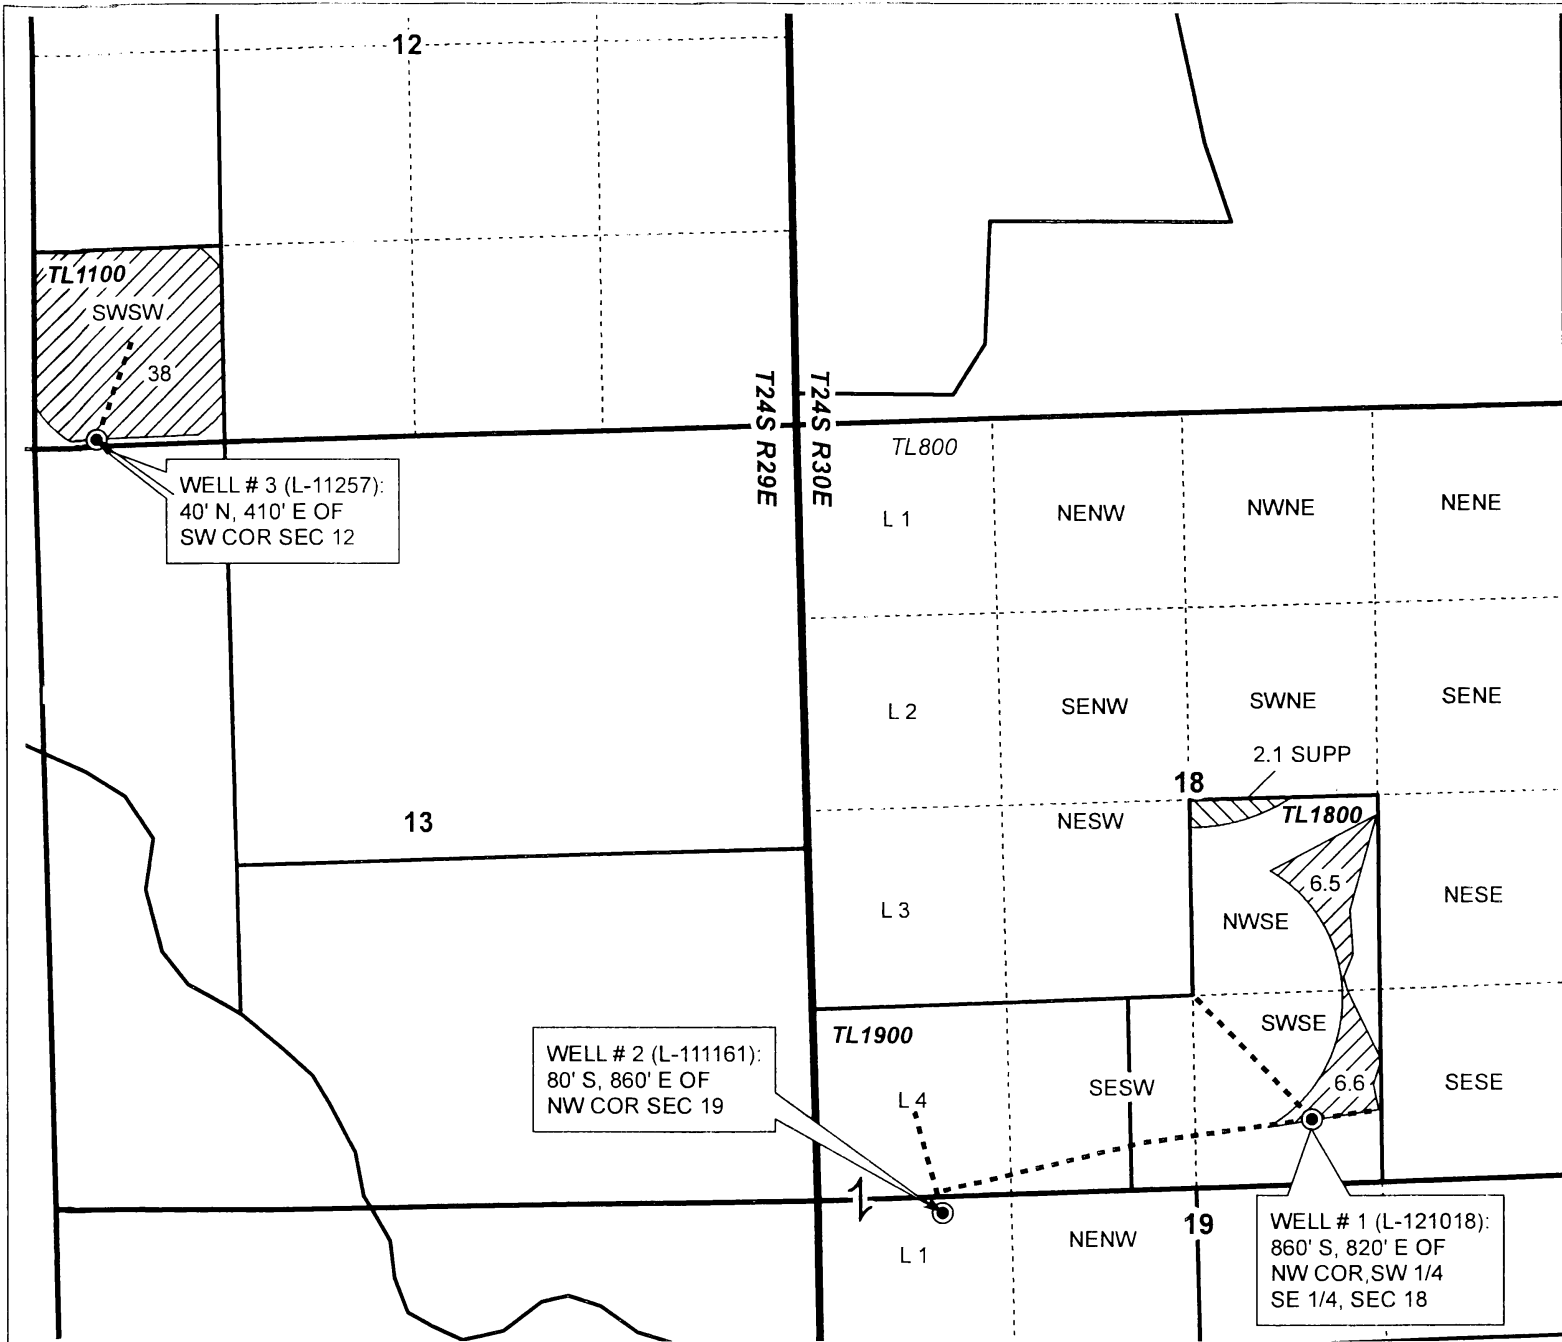 12
TL1100
SWSW
38
WELL # 3 (L-11257):
40' N, 410' E OF
SW COR SEC 12
T24S R29E
T24S R30E
TL800
L 1
NENW
NWNE
NENE
L 2
SENW
SWNE
SENE
2.1 SUPP
18
13
NESW
TL1800
6.5
L 3
NWSE
NESE
TL1900
SWSE
WELL # 2 (L-111161):
80' S, 860' E OF
NW COR SEC 19
L 4
SESW
6.6
SESE
L 1
NENW
19
WELL # 1 (L-121018):
860' S, 820' E OF
NW COR,SW 1/4
SE 1/4, SEC 18